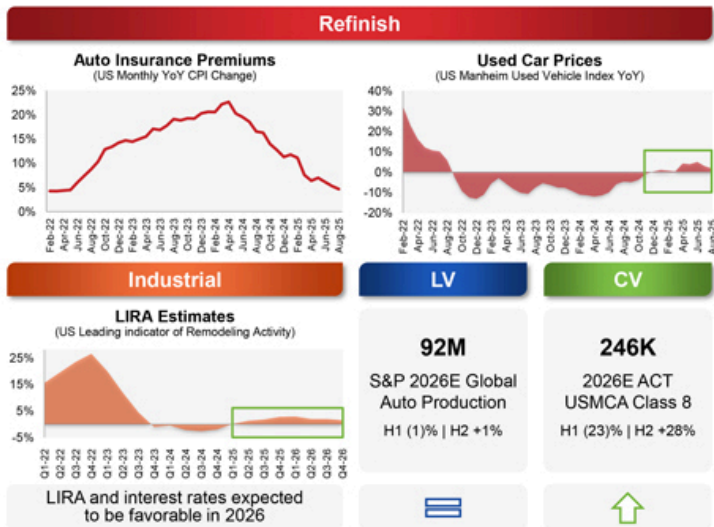 Refinish
Auto Insurance Premiums
(US Monthly YoY CPI Change)
25%
20%
15%
10%
5%
0%
Feb-22
Apr-22
Jun-22
Aug-22
Oct-22
Dec-22
Feb-23
Apr-23
Jun-23
Aug-23
Oct-23
Dec-23
Feb-24
Apr-24
Jun-24
Aug-24
Oct-24
Dec-24
Feb-25
Apr-25
Jun-25
Aug-25
Used Car Prices
(US Manheim Used Vehicle Index YoY)
40%
30%
20%
10%
0%
-10%
-20%
Feb-22
Apr-22
Jun-22
Aug-22
Oct-22
Dec-22
Feb-23
Apr-23
Jun-23
Aug-23
Oct-23
Dec-23
Feb-24
Apr-24
Jun-24
Aug-24
Oct-24
Dec-24
Feb-25
Apr-25
Jun-25
Aug-25
Industrial
LIRA Estimates
(US Leading indicator of Remodeling Activity)
25%
15%
5%
-5%
Q1-22
Q2-22
Q3-22
Q4-22
Q1-23
Q2-23
Q3-23
Q4-23
Q1-24
Q2-24
Q3-24
Q4-24
Q1-25
Q2-25
Q3-25
Q4-25
Q1-26
Q2-26
Q3-26
Q4-26
LIRA and interest rates expected
to be favorable in 2026
LV
92M
S&P 2026E Global
Auto Production
H1 (1)% | H2 +1%
CV
246K
2026E ACT
USMCA Class 8
H1 (23)% | H2 +28%